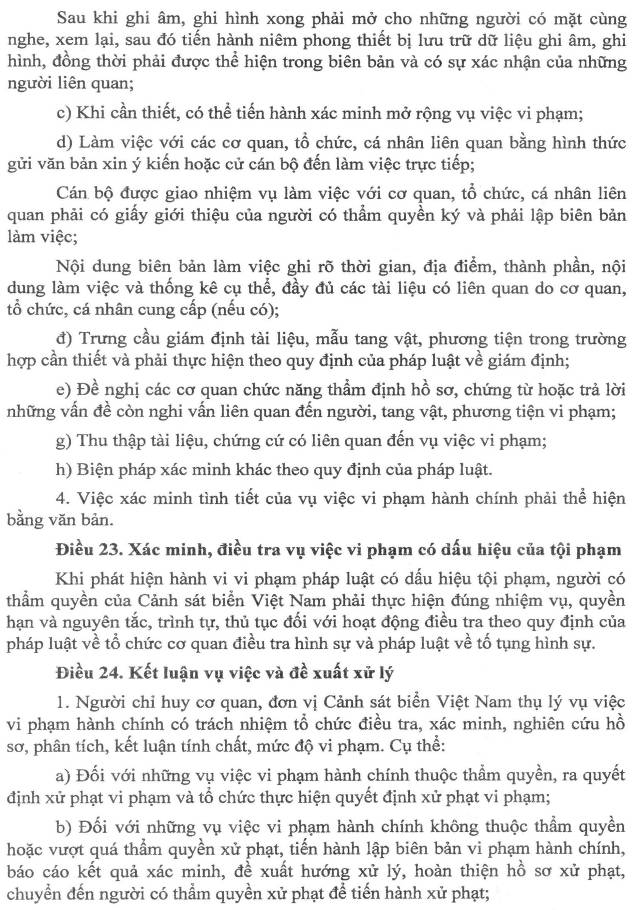 Sau khi ghi âm, ghi hình xong phải mở cho những người có mặt cùng
nghe, xem lại, sau đó tiến hành niêm phong thiết bị lưu trữ dữ liệu ghi âm, ghi
hình, đồng thời phải được thể hiện trong biên bản và có sự xác nhận của những
người liên quan;
c) Khi cần thiết, có thể tiến hành xác minh mở rộng vụ việc vi phạm;
d) Làm việc với các cơ quan, tổ chức, cá nhân liên quan bằng hình thức
gửi văn bản xin ý kiến hoặc cử cán bộ đến làm việc trực tiếp;
Cán bộ được giao nhiệm vụ làm việc với cơ quan, tổ chức, cá nhân liên
quan phải có giấy giới thiệu của người có thẩm quyền ký và phải lập biên bản
làm việc;
Nội dung biên bản làm việc ghi rõ thời gian, địa điểm, thành phần, nội
dung làm việc và thống kê cụ thể, đầy đủ các tài liệu có liên quan do cơ quan,
tổ chức, cá nhân cung cấp (nếu có);
đ) Trưng cầu giám định tài liệu, mẫu tang vật, phương tiện trong trường
hợp cần thiết và phải thực hiện theo quy định của pháp luật về giám định;
e) Đề nghị các cơ quan chức năng thẩm định hồ sơ, chứng từ hoặc trả lời
những vấn đề còn nghi vấn liên quan đến người, tang vật, phương tiện vi phạm;
g) Thu thập tài liệu, chứng cứ có liên quan đến vụ việc vi phạm;
h) Biện pháp xác minh khác theo quy định của pháp luật.
4. Việc xác minh tình tiết của vụ việc vi phạm hành chính phải thể hiện
bằng văn bản.
Điều 23. Xác minh, điều tra vụ việc vi phạm có dấu hiệu của tội phạm
Khi phát hiện hành vi vi phạm pháp luật có dấu hiệu tội phạm, người có
thẩm quyền của Cảnh sát biển Việt Nam phải thực hiện đúng nhiệm vụ, quyền
hạn và nguyên tắc, trình tự, thủ tục đối với hoạt động điều tra theo quy định của
pháp luật về tổ chức cơ quan điều tra hình sự và pháp luật về tố tụng hình sự.
Điều 24. Kết luận vụ việc và đề xuất xử lý
1. Người chỉ huy cơ quan, đơn vị Cảnh sát biển Việt Nam thụ lý vụ việc
vi phạm hành chính có trách nhiệm tổ chức điều tra, xác minh, nghiên cứu hồ
sơ, phân tích, kết luận tính chất, mức độ vi phạm. Cụ thể:
a) Đối với những vụ việc vi phạm hành chính thuộc thẩm quyền, ra quyết
định xử phạt vi phạm và tổ chức thực hiện quyết định xử phạt vi phạm;
b) Đối với những vụ việc vi phạm hành chính không thuộc thẩm quyền
hoặc vượt quá thẩm quyền xử phạt, tiến hành lập biên bản vi phạm hành chính,
báo cáo kết quả xác minh, đề xuất hướng xử lý, hoàn thiện hồ sơ xử phạt,
chuyển đến người có thẩm quyền xử phạt để tiến hành xử phạt;